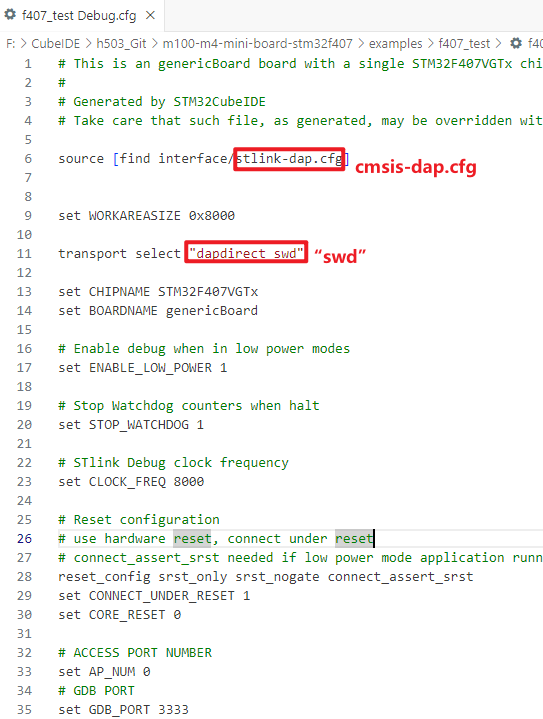 f407_test Debug.cfg ×
F: > CubeIDE > h503_Git > m100-m4-mini-board-stm32f407 > examples > f407_test > f4
1 # This is an genericBoard board with a single STM32F407VGTx chi
2 #
3 # Generated by STM32CubeIDE
4 # Take care that such file, as generated, may be overridden wit
5
6 source [find interface/stlink-dap.cfg]
cmsis-dap.cfg
7
8
9 set WORKAREASIZE 0x8000
10
11 transport select "dapdirect_swd"
“swd”
12
13 set CHIPNAME STM32F407VGTx
14 set BOARDNAME genericBoard
15
16 # Enable debug when in low power modes
17 set ENABLE_LOW_POWER 1
18
19 # Stop Watchdog counters when halt
20 set STOP_WATCHDOG 1
21
22 # STlink Debug clock frequency
23 set CLOCK_FREQ 8000
24
25 # Reset configuration
26 # use hardware reset, connect under reset
27 # connect_assert_srst needed if low power mode application runn
28 reset_config srst_only srst_nogate connect_assert_srst
29 set CONNECT_UNDER_RESET 1
30 set CORE_RESET 0
31
32 # ACCESS PORT NUMBER
33 set AP_NUM 0
34 # GDB PORT
35 set GDB_PORT 3333